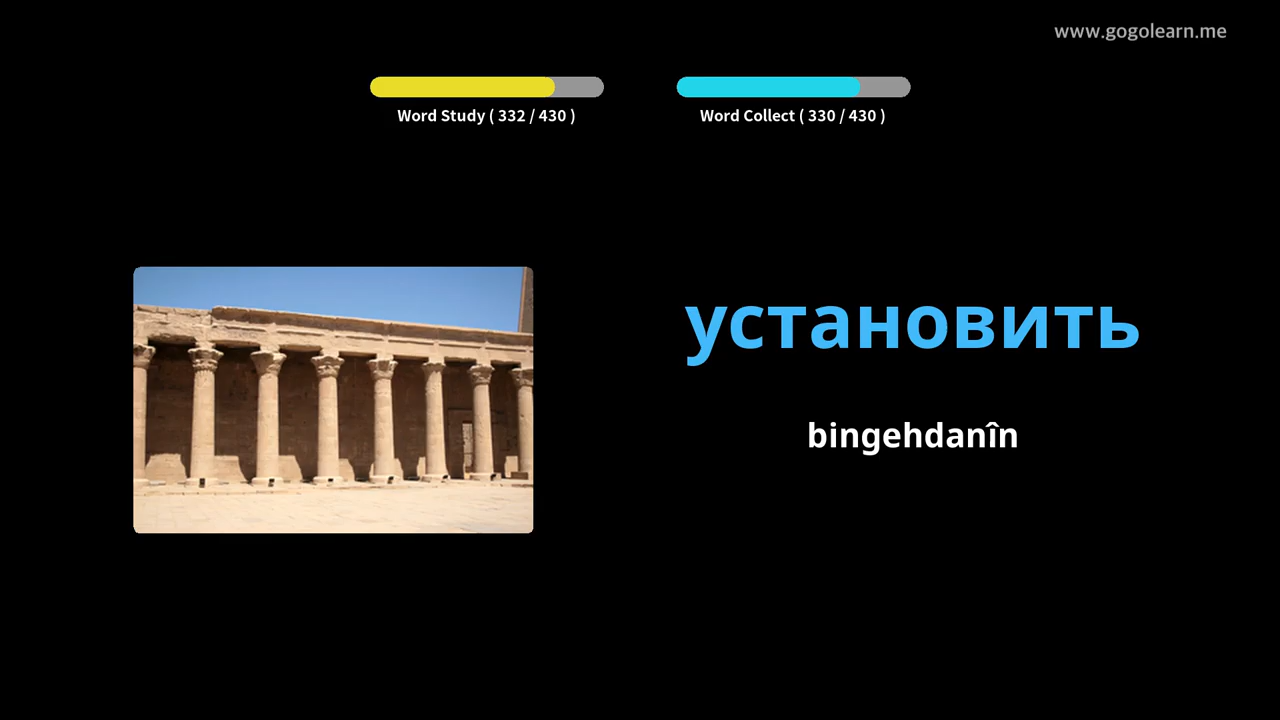 www.gogolearn.me
Word Study ( 332 / 430 )
Word Collect ( 330 / 430 )
установить
bingehdanîn